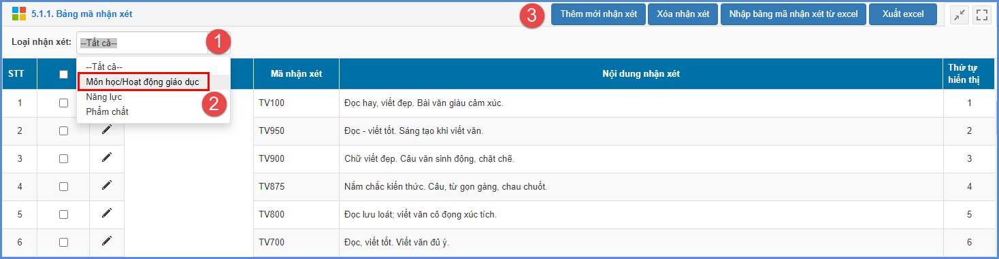 5.1.1. Bảng mã nhận xét
3
Thêm mới nhận xét
Xóa nhận xét
Nhập bảng mã nhận xét từ excel
Xuất excel
Loại nhận xét:
--Tất cả--
1
--Tất cả--
Môn học/Hoạt động giáo dục
Năng lực
Phẩm chất
2
STT Mã nhận xét Nội dung nhận xét Thứ tự
hiển thị
1 TV100 Đọc hay, viết đẹp. Bài văn giàu cảm xúc. 1
2 TV950 Đọc - viết tốt. Sáng tạo khi viết văn. 2
3 TV900 Chữ viết đẹp. Câu văn sinh động, chặt chẽ. 3
4 TV875 Nắm chắc kiến thức. Câu, từ gọn gàng, chau chuốt. 4
5 TV800 Đọc lưu loát; viết văn cô đọng xúc tích. 5
6 TV700 Đọc, viết tốt. Viết văn đủ ý. 6